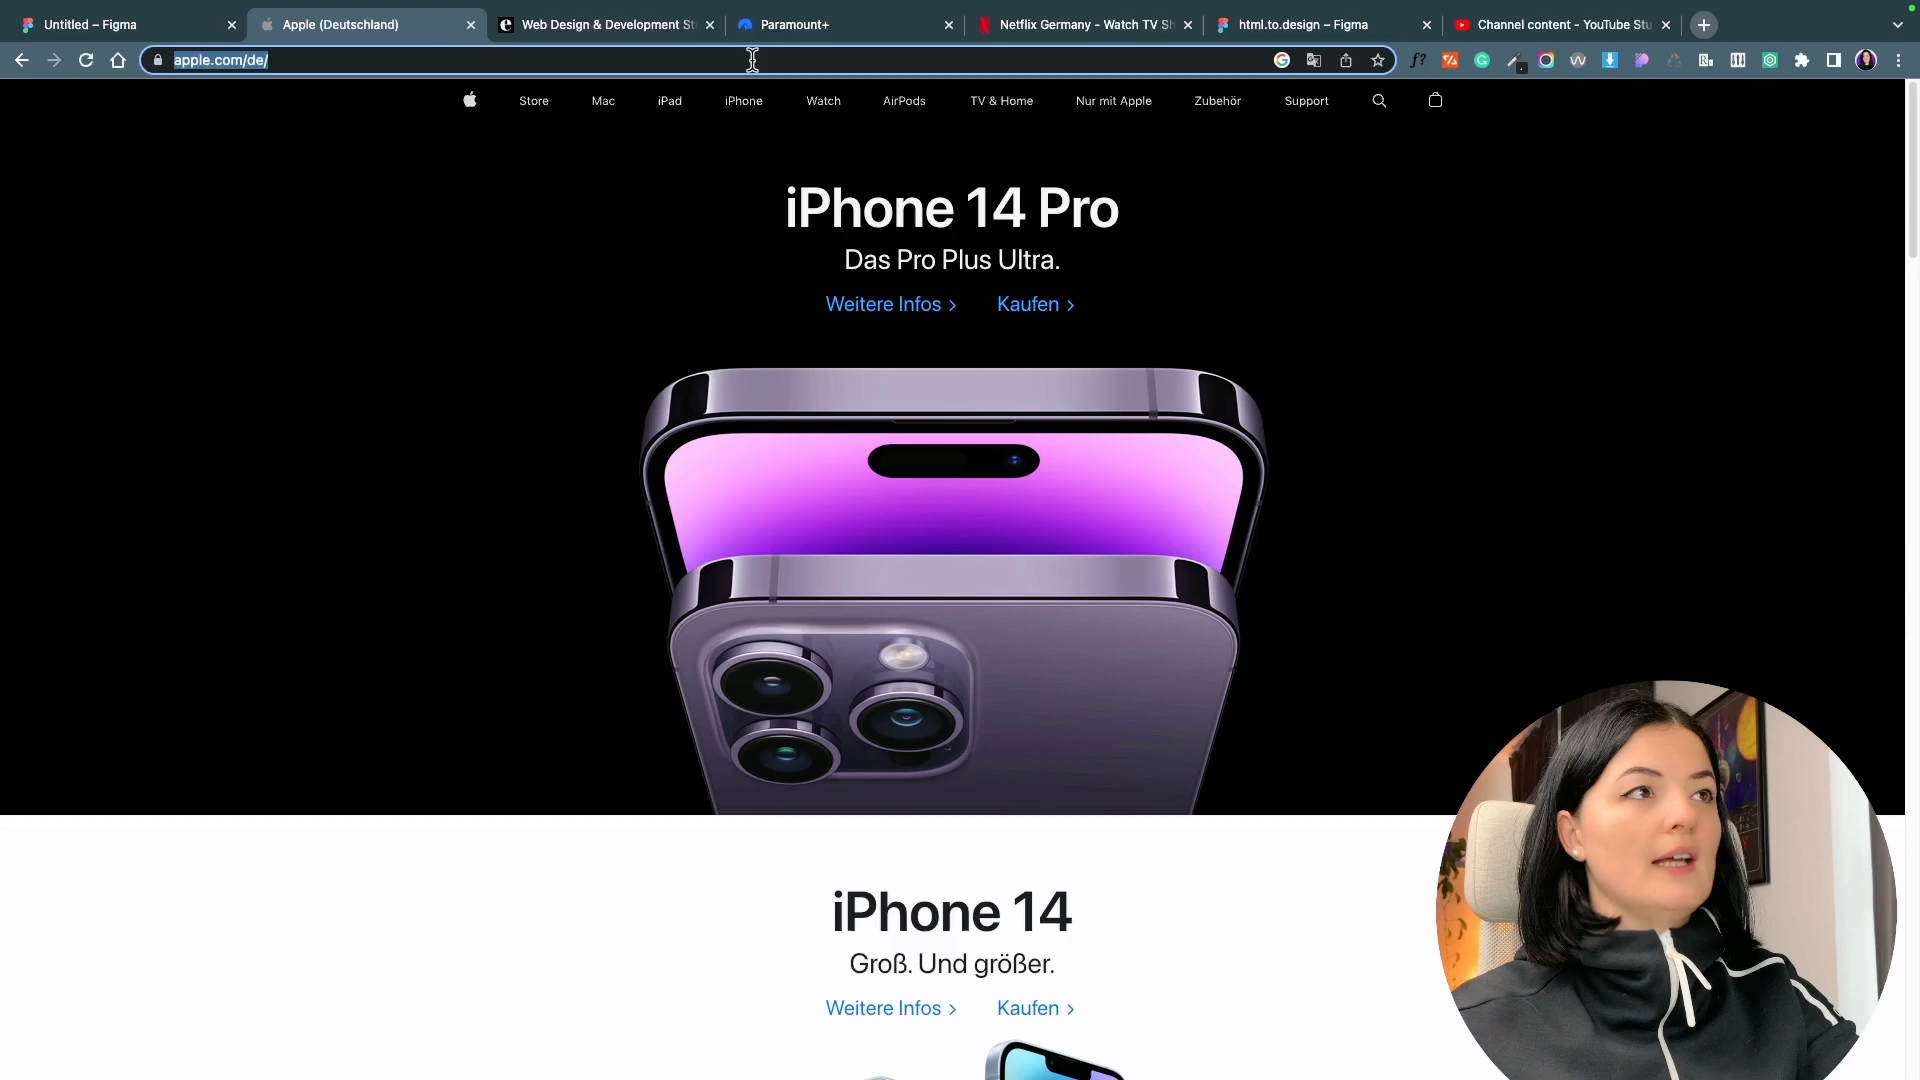 Untitled – Figma
Apple (Deutschland)
Web Design & Development St
Paramount+
Netflix Germany - Watch TV Sh
html.to.design – Figma
Channel content - YouTube Stu
apple.com/de/
Store
Mac
iPad
iPhone
Watch
AirPods
TV & Home
Nur mit Apple
Zubehör
Support
iPhone 14 Pro
Das Pro Plus Ultra.
Weitere Infos >
Kaufen >
iPhone 14
Groß. Und größer.
Weitere Infos >
Kaufen >